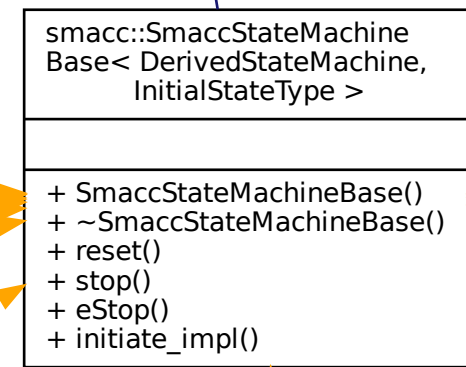 smacc::SmaccStateMachine
Base< DerivedStateMachine,
InitialStateType >
+ SmaccStateMachineBase()
+ ~SmaccStateMachineBase()
+ reset()
+ stop()
+ eStop()
+ initiate_impl()